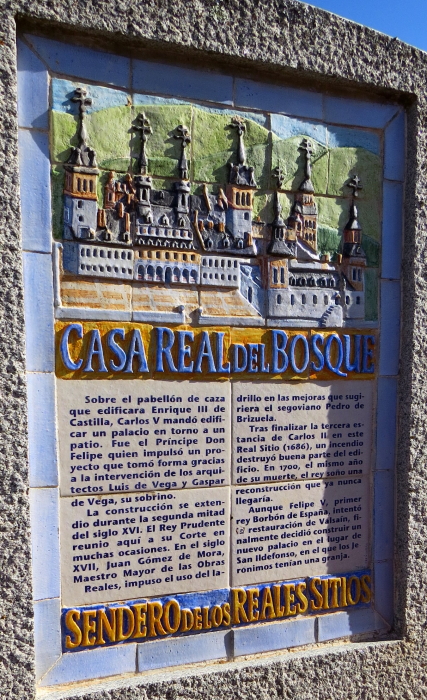 CASA REAL DEL BOSQUE
Sobre el pabellón de caza
que edificara Enrique III de
Castilla, Carlos V mandó edifi-
car un palacio en torno a un
patio. Fue el Príncipe Don
Felipe quien impulsó un pro-
yecto que tomó forma gracias
a la intervención de los arqui-
tectos Luis de Vega y Gaspar
de Vega, su sobrino.
La construcción se exten-
dió durante la segunda mitad
del siglo XVI. El Rey Prudente
reunió aquí a su Corte en
muchas ocasiones. En el siglo
XVII, Juan Gómez de Mora,
Maestro Mayor de las Obras
Reales, impuso el uso del la-
drillo en las mejoras que sugi-
riera el segoviano Pedro de
Brizuela.
Tras finalizar la tercera es-
tancia de Carlos II en este
Real Sitio (1686), un incendio
destruyó buena parte del edi-
ficio. En 1700, el mismo año
de su muerte, el rey soño una
reconstrucción que ya nunca
llegaría.
Aunque Felipe V, primer
rey Borbón de España, intentó
la restauración de Valsaín, fi-
nalmente decidió construir un
nuevo palacio en el lugar de
San Ildefonso, en el que los Je-
rónimos tenían una granja.
SENDERO DE LOS REALES SITIOS